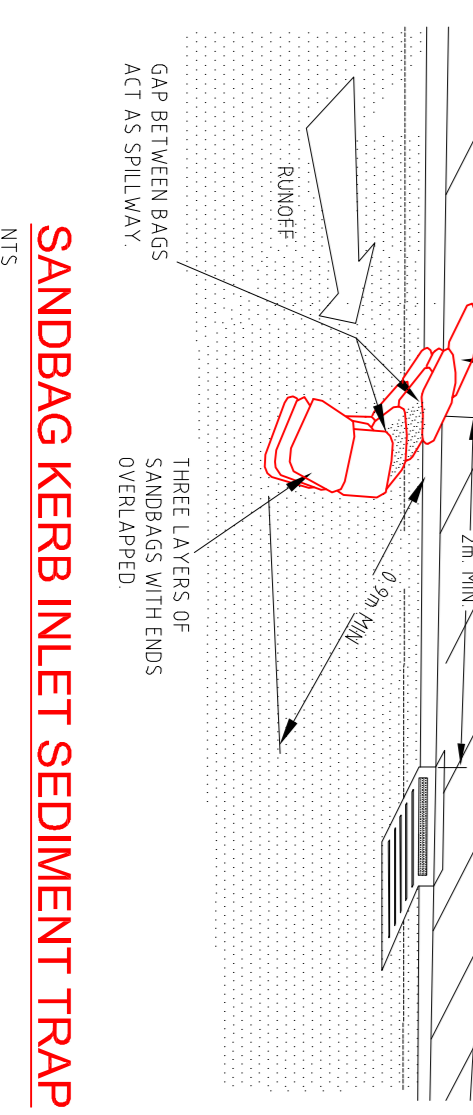 2m. MIN.
0.9m MIN
RUNOFF
GAP BETWEEN BAGS
ACT AS SPILLWAY.
THREE LAYERS OF
SANDBAGS WITH ENDS
OVERLAPPED.
SANDBAG KERB INLET SEDIMENT TRAP
NTS